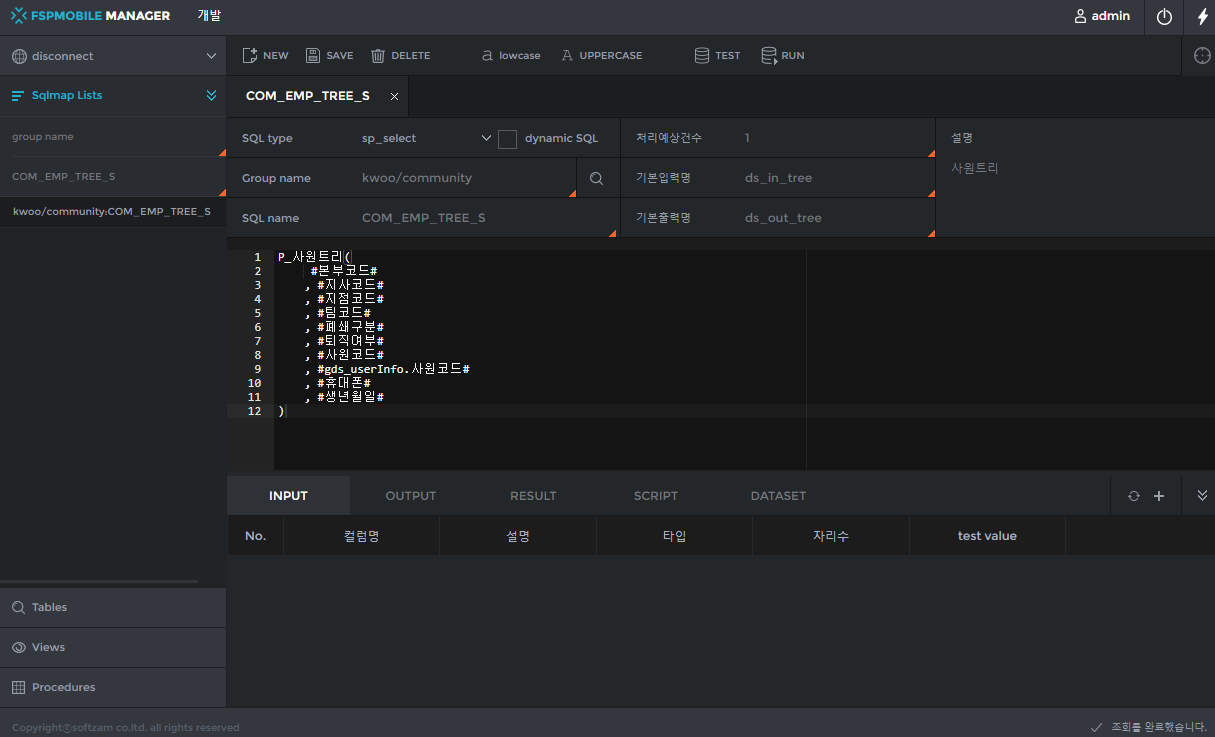 FSPMOBILE MANAGER 개발 admin
disconnect NEW SAVE DELETE a lowcase A UPPERCASE TEST RUN
Sqlmap Lists COM_EMP_TREE_S
group name
SQL type sp_select dynamic SQL 처리예상건수 1 설명
사원트리
COM_EMP_TREE_S Group name kwoo/community 기본입력명 ds_in_tree
kwoo/community:COM_EMP_TREE_S SQL name COM_EMP_TREE_S 기본출력명 ds_out_tree
1 P_사원트리(
2 #본부코드#
3 , #지사코드#
4 , #지점코드#
5 , #팀코드#
6 , #폐쇄구분#
7 , #퇴직여부#
8 , #사원코드#
9 , #gds_userInfo.사원코드#
10 , #휴대폰#
11 , #생년월일#
12 )
INPUT OUTPUT RESULT SCRIPT DATASET
No. 컬럼명 설명 타입 자리수 test value
Tables
Views
Procedures
Copyrightⓒsoftzam co.ltd. all rights reserved 조회를 완료했습니다.